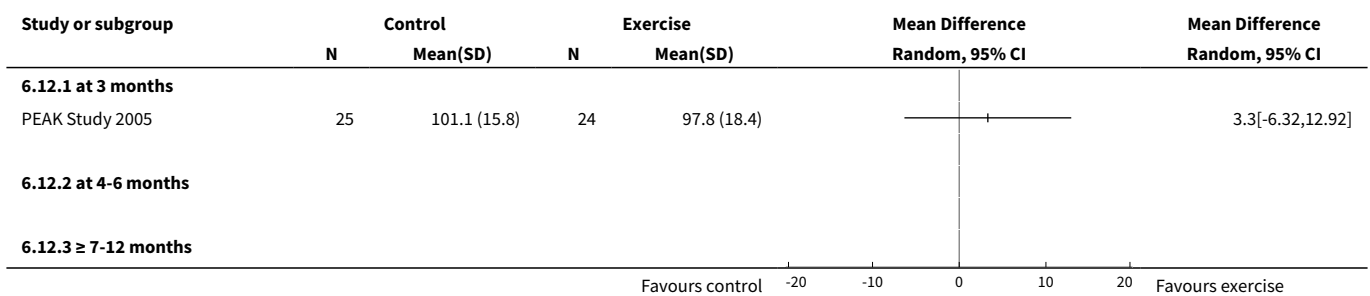 Study or subgroup Control Exercise Mean Difference Mean Difference
N Mean(SD) N Mean(SD) Random, 95% CI Random, 95% CI
6.12.1 at 3 months
PEAK Study 2005 25 101.1 (15.8) 24 97.8 (18.4) 3.3[-6.32,12.92]
6.12.2 at 4-6 months
6.12.3 ≥ 7-12 months
Favours control -20 -10 0 10 20 Favours exercise